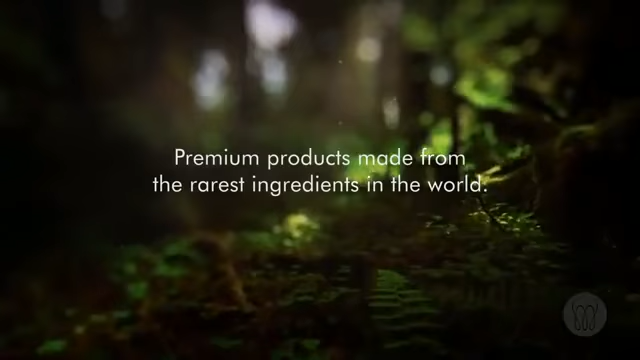 Premium products made from
the rarest ingredients in the world.